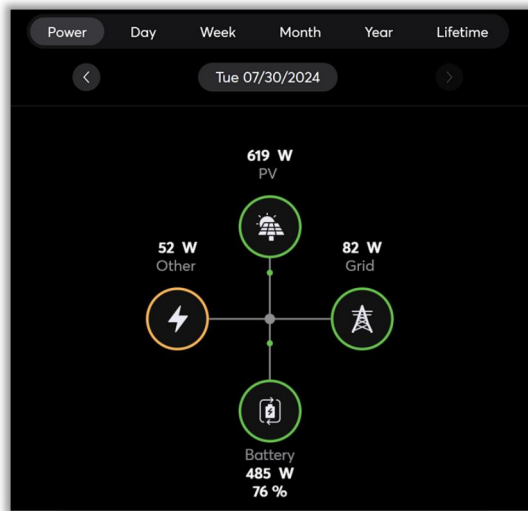 Power Day Week Month Year Lifetime
Tue 07/30/2024
619 W
PV
52 W
Other
82 W
Grid
Battery
485 W
76 %